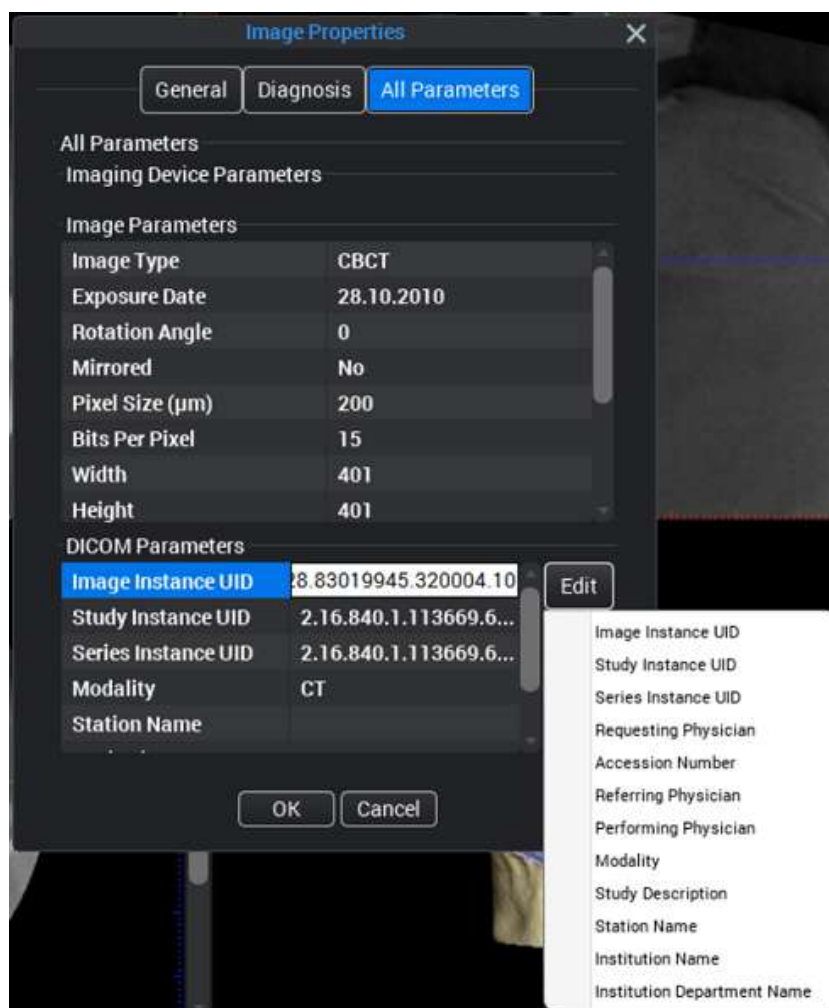 Image Properties
General Diagnosis All Parameters
All Parameters
Imaging Device Parameters
Image Parameters
Image Type CBCT
Exposure Date 28.10.2010
Rotation Angle 0
Mirrored No
Pixel Size (µm) 200
Bits Per Pixel 15
Width 401
Height 401
DICOM Parameters
Image Instance UID 28.83019945.320004.10 Edit
Study Instance UID 2.16.840.1.113669.6...
Series Instance UID 2.16.840.1.113669.6...
Modality CT
Station Name
OK Cancel
Image Instance UID
Study Instance UID
Series Instance UID
Requesting Physician
Accession Number
Referring Physician
Performing Physician
Modality
Study Description
Station Name
Institution Name
Institution Department Name